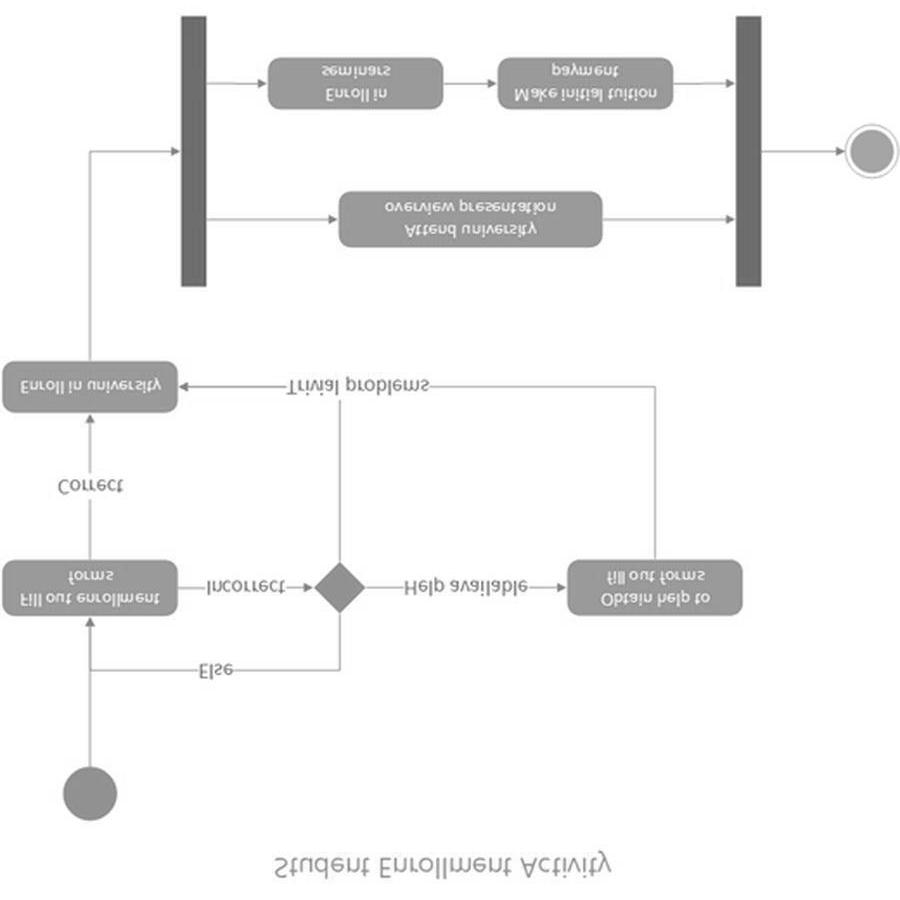 Student Enrollment Activity
Else
Fill out enrollment
forms
Incorrect
Help available
Obtain help to
fill out forms
Correct
Enroll in university
Trivial problems
Attend university
overview presentation
Enroll in
seminars
Make initial tuition
payment